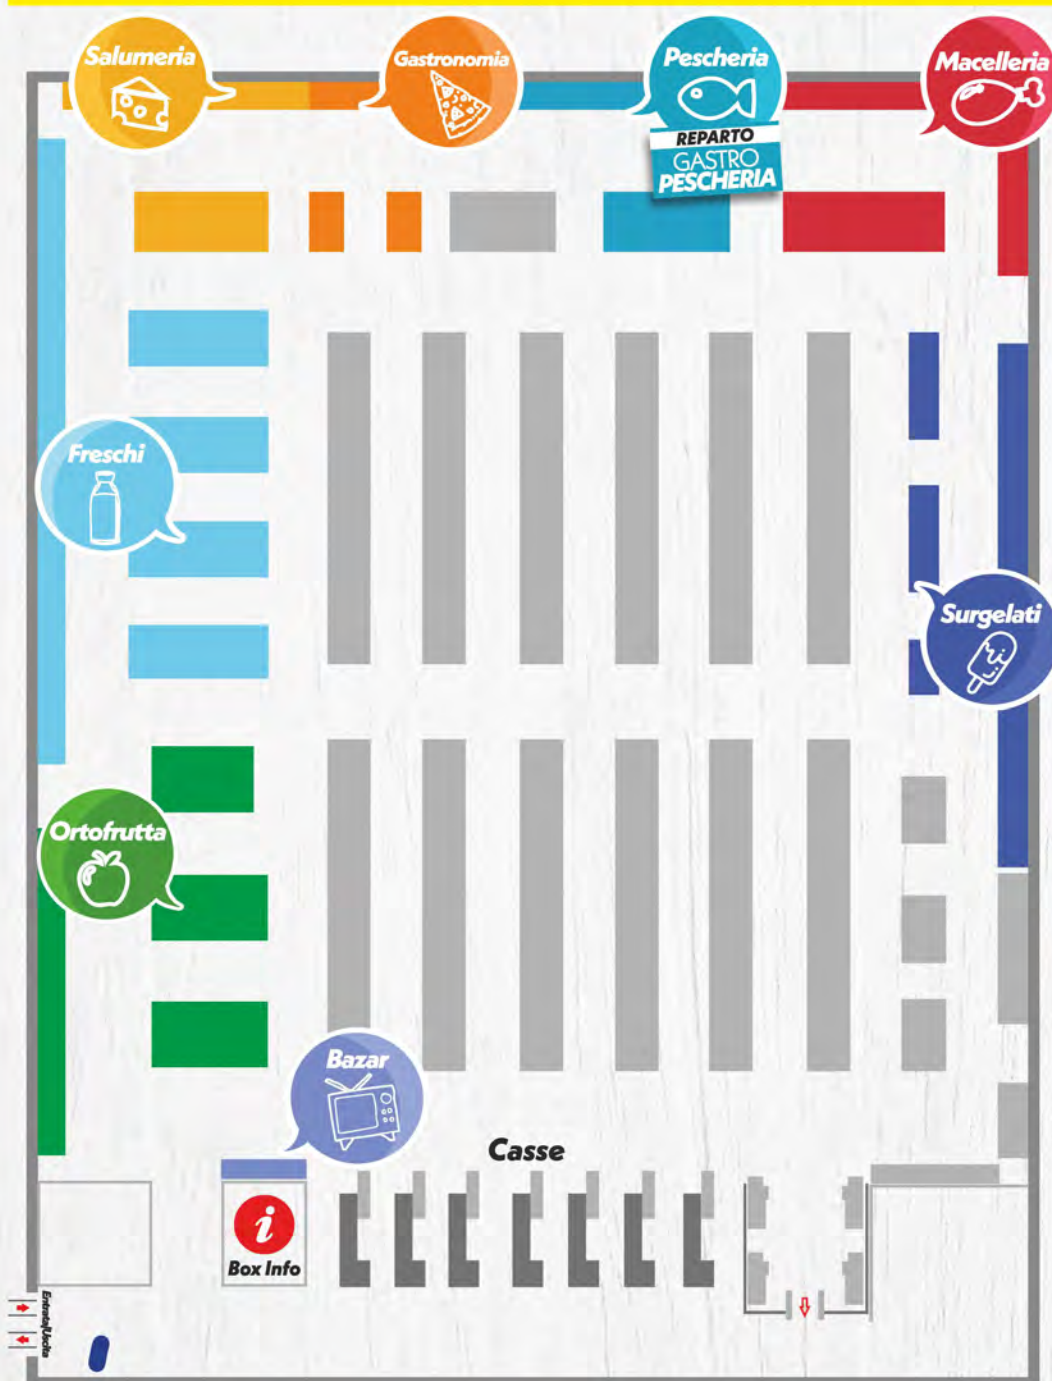 Salumeria
Gastronomia
Pescheria
Macelleria
REPARTO
GASTRO
PESCHERIA
Freschi
Surgelati
Ortofrutta
Bazar
Casse
i
Box Info
Entrata/Uscita